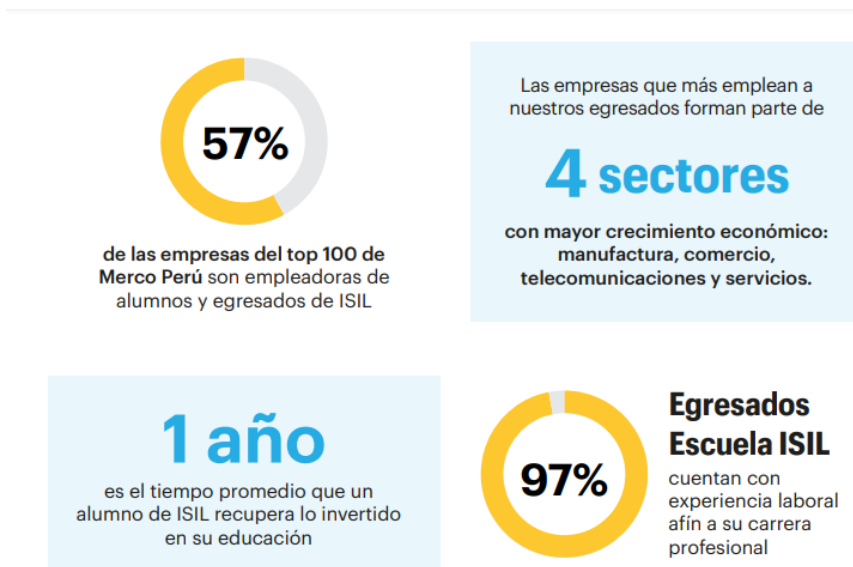 57%
de las empresas del top 100 de
Merco Perú son empleadoras de
alumnos y egresados de ISIL
Las empresas que más emplean a
nuestros egresados forman parte de
4 sectores
con mayor crecimiento económico:
manufactura, comercio,
telecomunicaciones y servicios.
1 año
es el tiempo promedio que un
alumno de ISIL recupera lo invertido
en su educación
97%
Egresados
Escuela ISIL
cuentan con
experiencia laboral
afín a su carrera
profesional